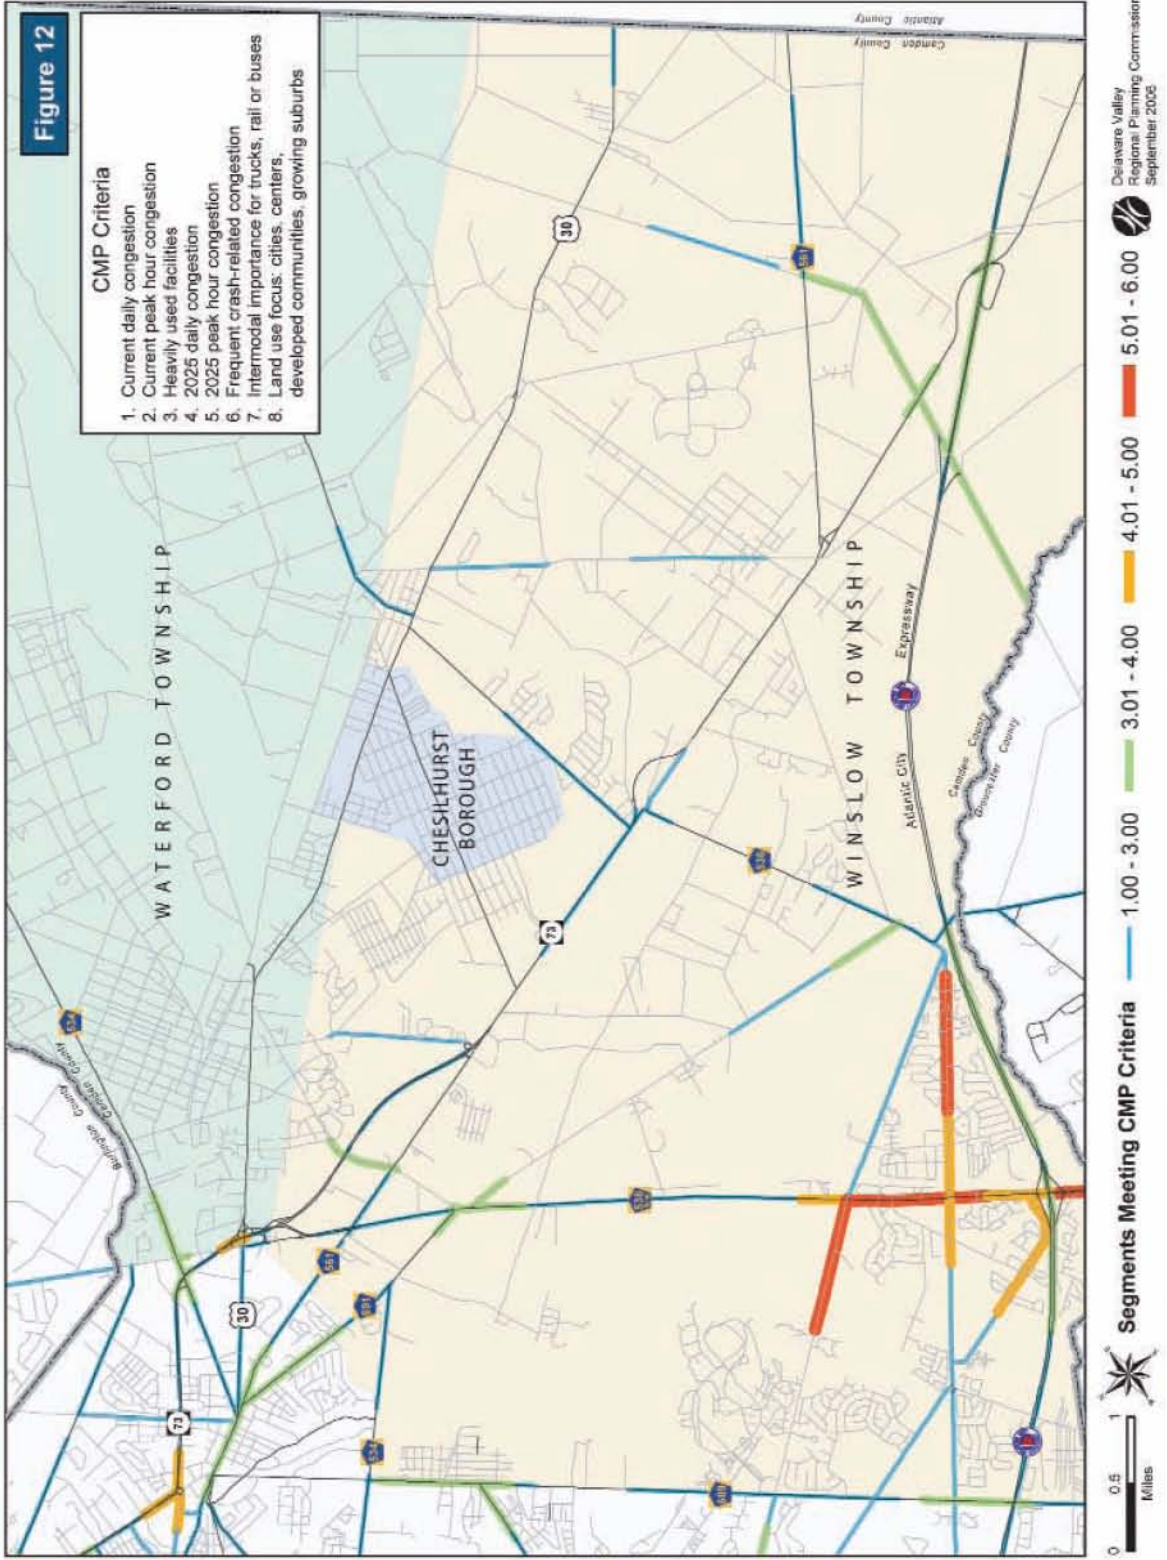 Figure 12
CMP Criteria
1. Current daily congestion
2. Current peak hour congestion
3. Heavily used facilities
4. 2025 daily congestion
5. 2025 peak hour congestion
6. Frequent crash-related congestion
7. Intermodal importance for trucks, rail or buses
8. Land use focus: cities, centers,
developed communities, growing suburbs
Atlantic County
Camden County
WATERFORD TOWNSHIP
534
Burlington County
Camden County
CHESILHURST
BOROUGH
30
30
73
73
561
561
534
WINSLOW TOWNSHIP
Atlantic City Expressway
Camden County
Gloucester County
Segments Meeting CMP Criteria
1.00 - 3.00
3.01 - 4.00
4.01 - 5.00
5.01 - 6.00
0 0.5 1
Miles
Delaware Valley
Regional Planning Commission
September 2006